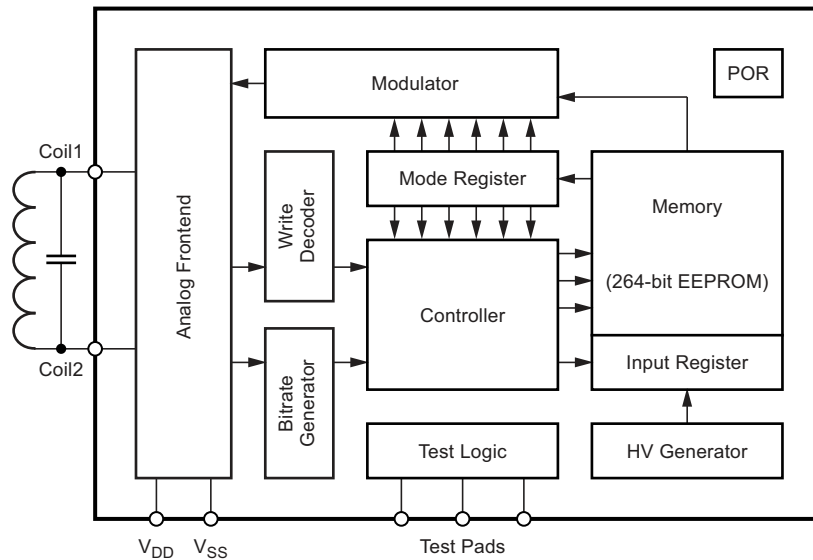 Modulator
POR
Coil1
Analog Frontend
Write
Decoder
Mode Register
Memory
(264-bit EEPROM)
Controller
Coil2
Bitrate
Generator
Input Register
Test Logic
HV Generator
VDD
VSS
Test Pads